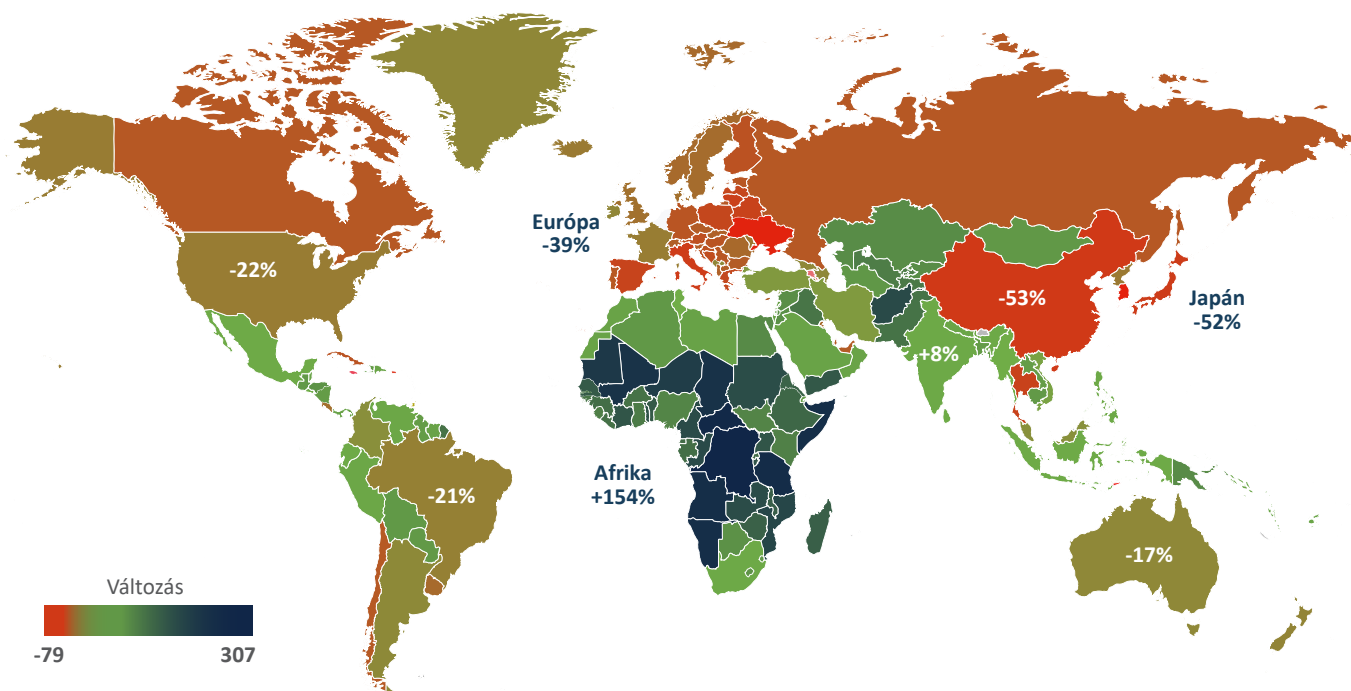 -22%
Európa
-39%
-53%
Japán
-52%
+8%
Afrika
+154%
-21%
-17%
Változás
-79
307